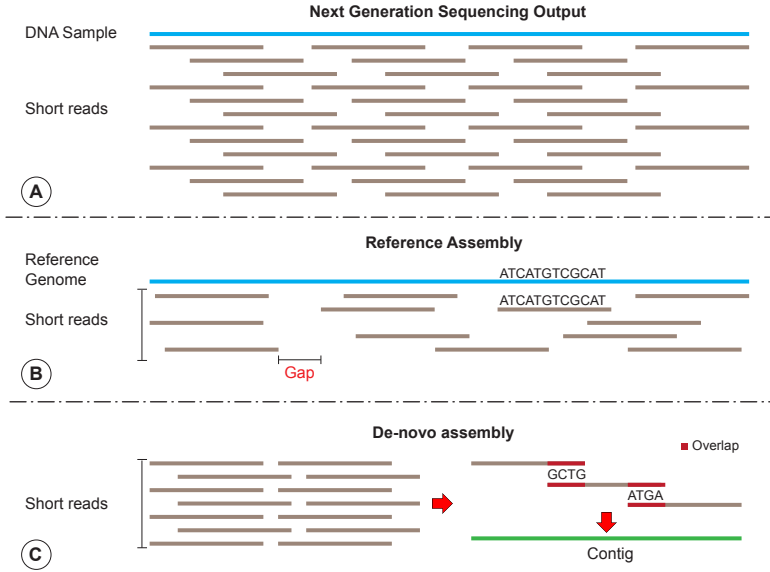 Next Generation Sequencing Output
DNA Sample
Short reads
A
Reference Assembly
Reference
Genome
ATCATGTCGCAT
ATCATGTCGCAT
Short reads
Gap
B
De-novo assembly
Overlap
GCTG
ATGA
Short reads
Contig
C